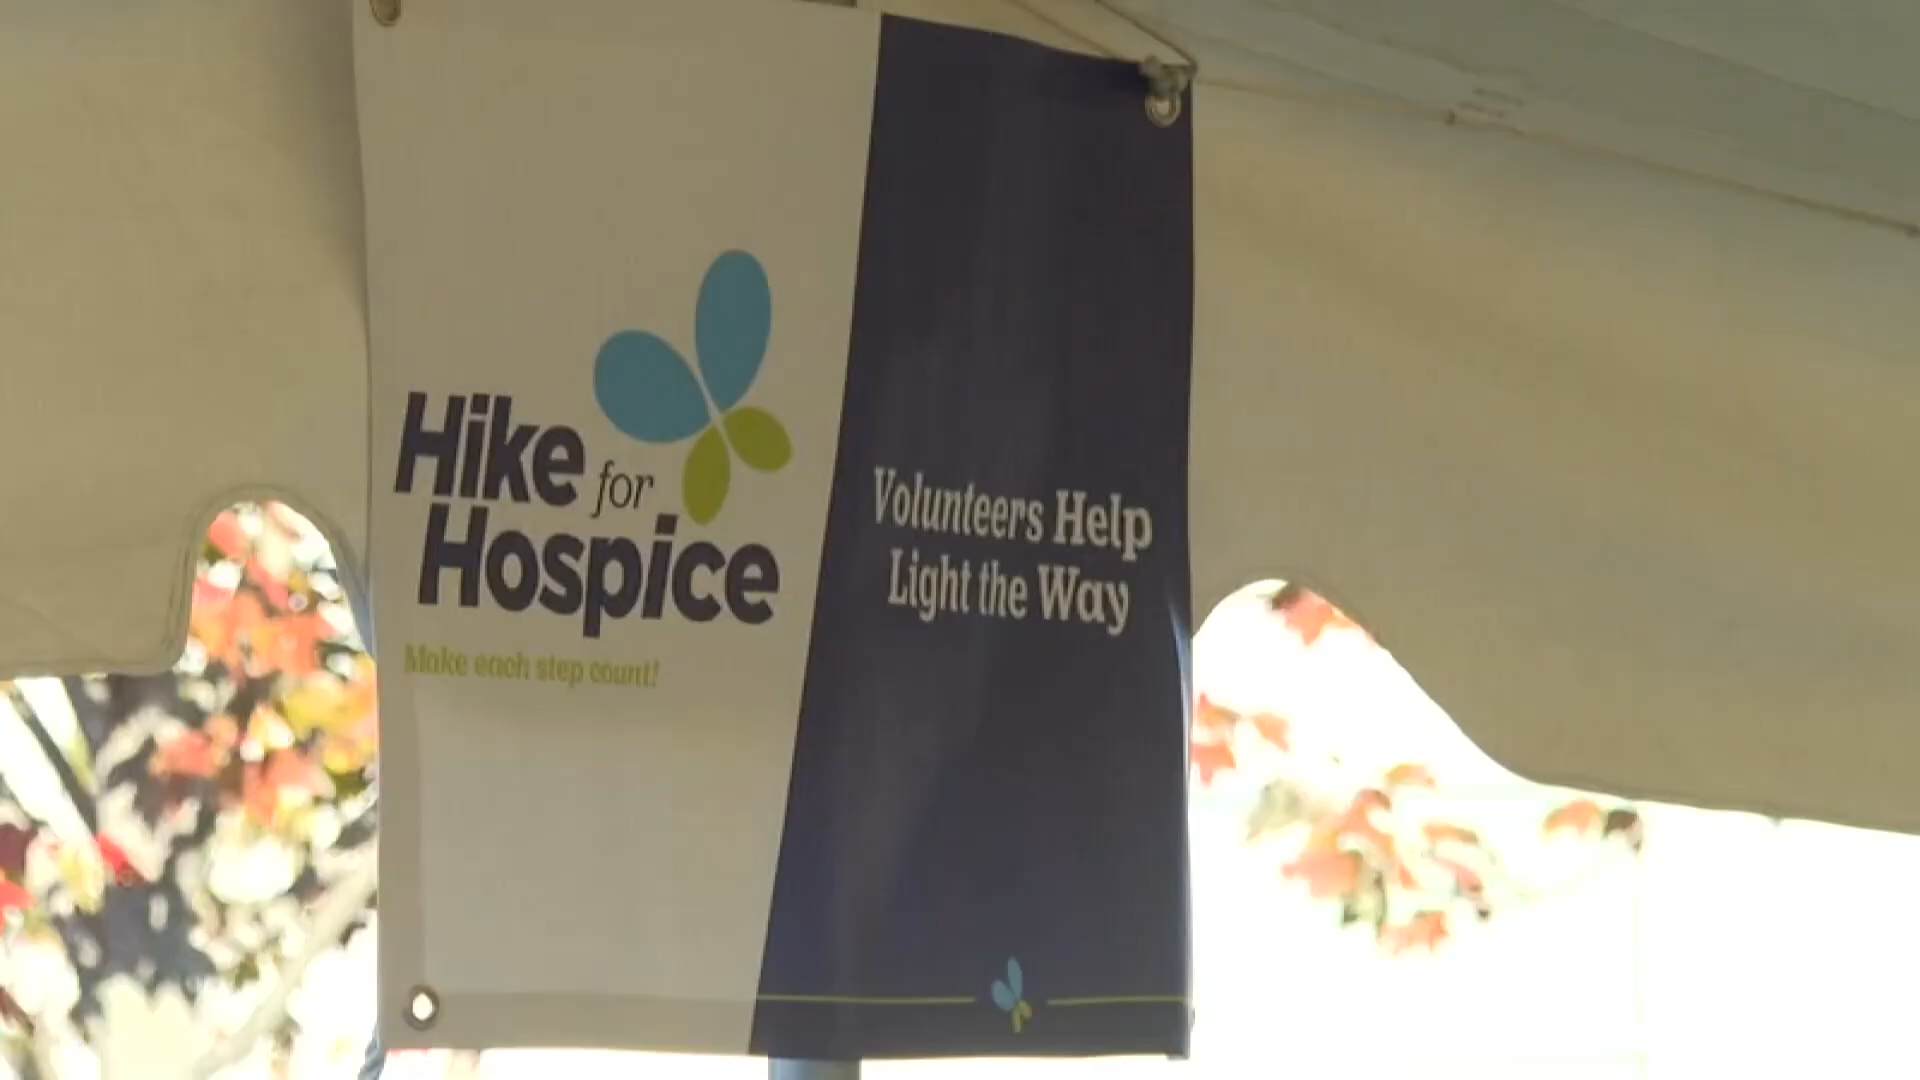 Hike for
Hospice
Make each step count!
Volunteers Help
Light the Way